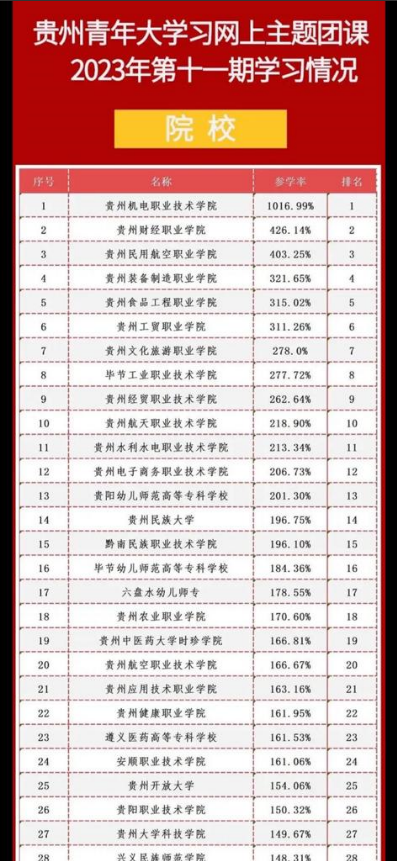 贵州青年大学习网上主题团课
2023年第十一期学习情况
院 校
序号 名称 参学率 排名
1 贵州机电职业技术学院 1016.99% 1
2 贵州财经职业学院 426.14% 2
3 贵州民用航空职业学院 403.25% 3
4 贵州装备制造职业学院 321.65% 4
5 贵州食品工程职业学院 315.02% 5
6 贵州工贸职业学院 311.26% 6
7 贵州文化旅游职业学院 278.0% 7
8 毕节工业职业技术学院 277.72% 8
9 贵州经贸职业技术学院 262.64% 9
10 贵州航天职业技术学院 218.90% 10
11 贵州水利水电职业技术学院 213.34% 11
12 贵州电子商务职业技术学院 206.73% 12
13 贵阳幼儿师范高等专科学校 201.30% 13
14 贵州民族大学 196.75% 14
15 黔南民族职业技术学院 196.10% 15
16 毕节幼儿师范高等专科学校 184.36% 16
17 六盘水幼儿师专 178.55% 17
18 贵州农业职业学院 170.60% 18
19 贵州中医药大学时珍学院 166.81% 19
20 贵州航空职业技术学院 166.67% 20
21 贵州应用技术职业学院 163.16% 21
22 贵州健康职业学院 161.95% 22
23 遵义医药高等专科学校 161.53% 23
24 安顺职业技术学院 161.06% 24
25 贵州开放大学 154.06% 25
26 贵阳职业技术学院 150.32% 26
27 贵州大学科技学院 149.67% 27
28 兴义民族师范学院 148.31% 28